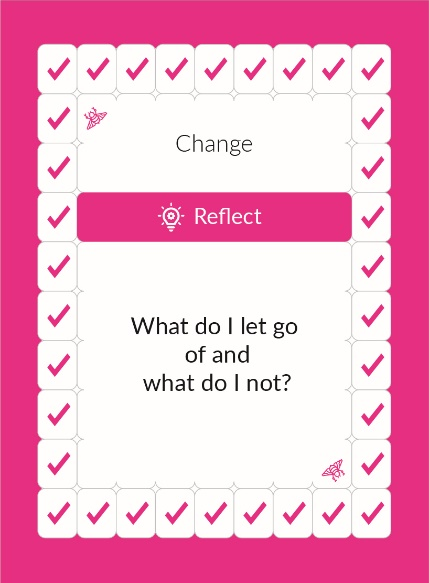 Change
Reflect
What do I let go
of and
what do I not?